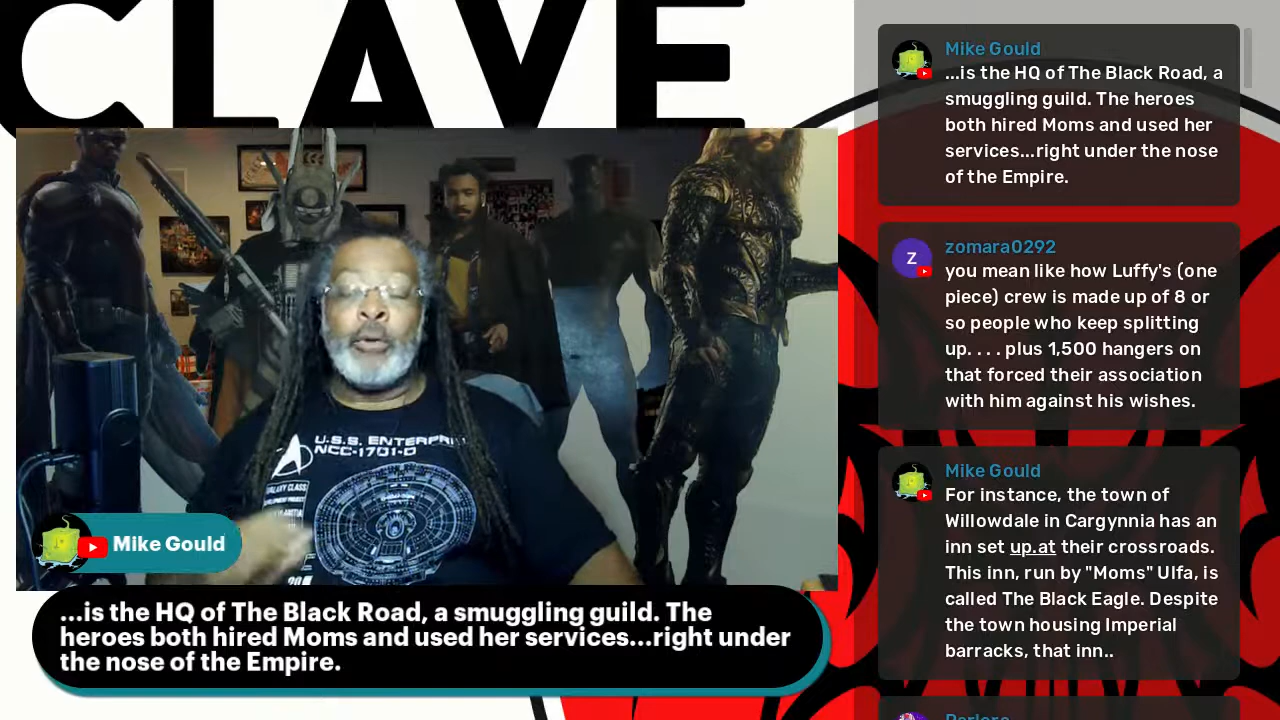 CLAVE
U.S.S. ENTERPRI
NCC-1701-D
GALAXY CLASS
Mike Gould
...is the HQ of The Black Road, a smuggling guild. The
heroes both hired Moms and used her services...right under
the nose of the Empire.
Mike Gould
...is the HQ of The Black Road, a
smuggling guild. The heroes
both hired Moms and used her
services...right under the nose
of the Empire.
Z
zomara0292
you mean like how Luffy's (one
piece) crew is made up of 8 or
so people who keep splitting
up. . . . plus 1,500 hangers on
that forced their association
with him against his wishes.
Mike Gould
For instance, the town of
Willowdale in Cargynnia has an
inn set up.at their crossroads.
This inn, run by "Moms" Ulfa, is
called The Black Eagle. Despite
the town housing Imperial
barracks, that inn..